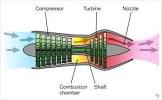 Compressor
Turbine
Nozzle
Combustion
chamber
Shaft